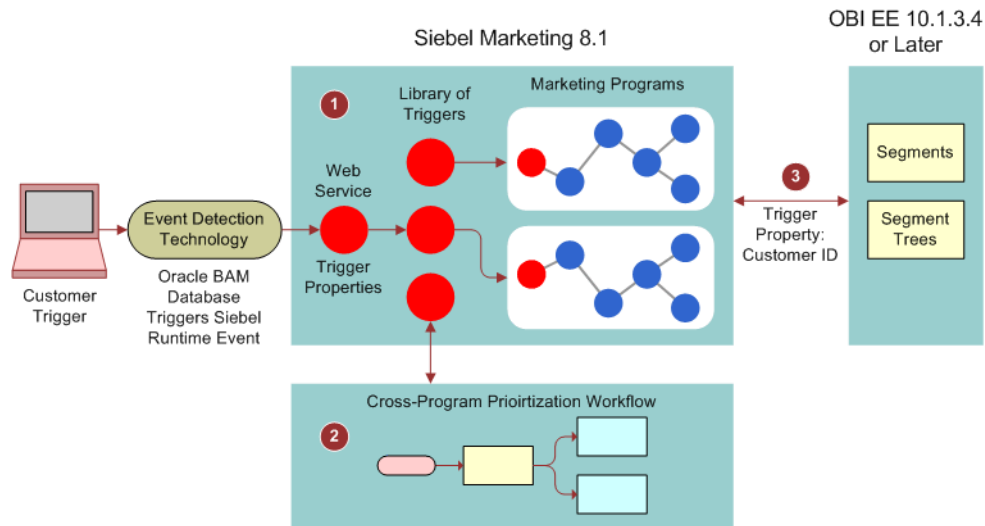 Siebel Marketing 8.1
OBI EE 10.1.3.4
or Later
1
Library of
Triggers
Marketing Programs
Web
Service
Trigger
Properties
Customer
Trigger
Event Detection
Technology
Oracle BAM
Database
Triggers Siebel
Runtime Event
3
Trigger
Property:
Customer ID
Segments
Segment
Trees
Cross-Program Prioirtization Workflow
2